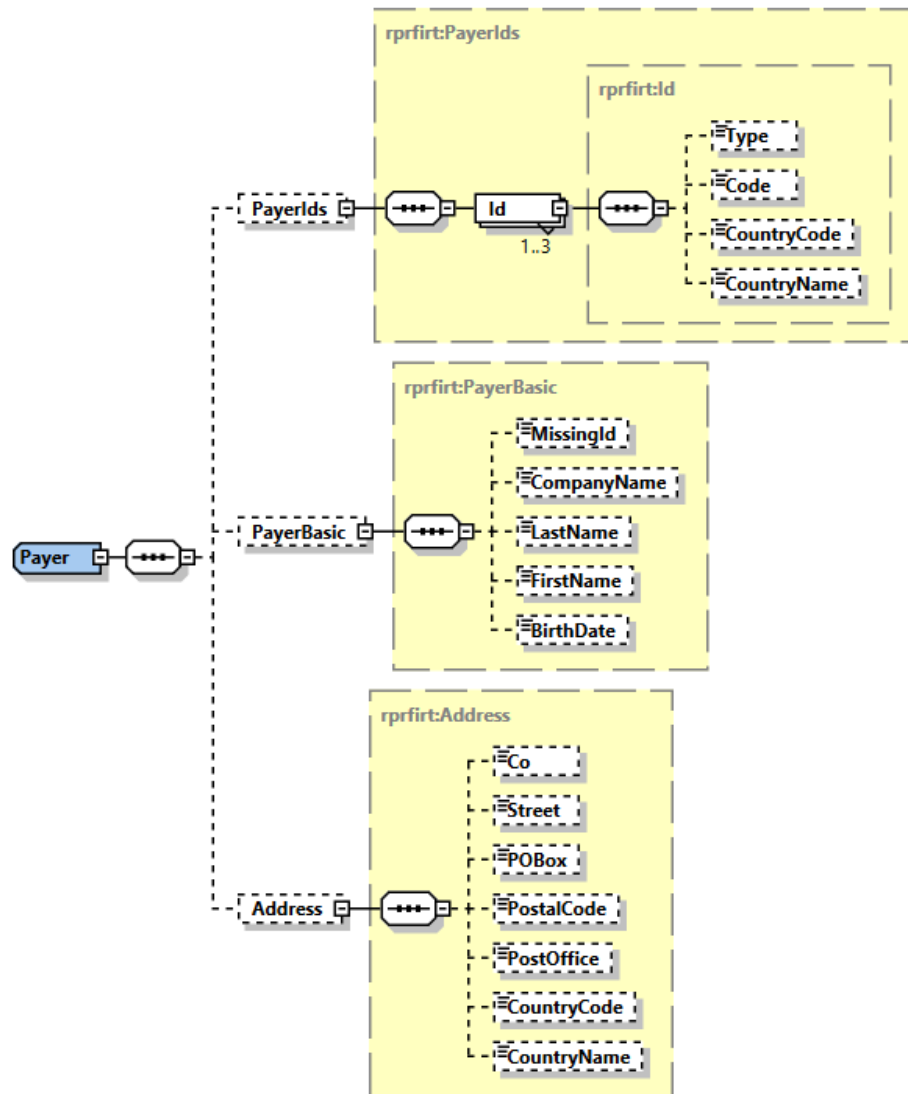 rprfirt:PayerIds
rprfirt:Id
Type
Code
PayerIds
Id
CountryCode
1..3
CountryName
rprfirt:PayerBasic
MissingId
CompanyName
PayerBasic
LastName
Payer
FirstName
BirthDate
rprfirt:Address
Co
Street
POBox
Address
PostalCode
PostOffice
CountryCode
CountryName